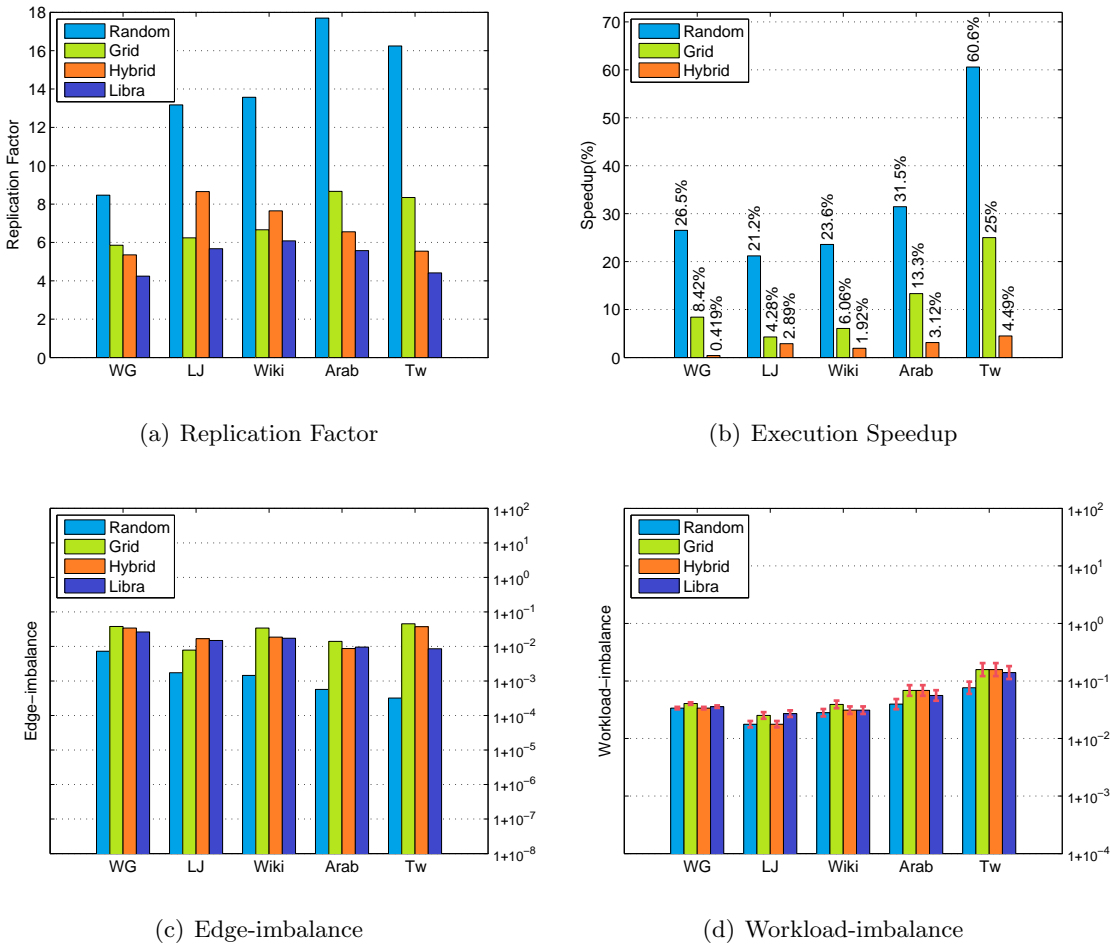 18
16
14
12
10
8
6
4
2
0
Replication Factor
Random
Grid
Hybrid
Libra
WG LJ Wiki Arab Tw
(a) Replication Factor
70
60
50
40
30
20
10
0
Speedup(%)
Random
Grid
Hybrid
26.5%
8.42%
0.419%
21.2%
4.28%
2.89%
23.6%
6.06%
1.92%
31.5%
13.3%
3.12%
60.6%
25%
4.49%
WG LJ Wiki Arab Tw
(b) Execution Speedup
Edge−imbalance
Random
Grid
Hybrid
Libra
1+10^2
1+10^1
1+10^0
1+10^−1
1+10^−2
1+10^−3
1+10^−4
1+10^−5
1+10^−6
1+10^−7
1+10^−8
WG LJ Wiki Arab Tw
(c) Edge-imbalance
Workload−imbalance
Random
Grid
Hybrid
Libra
1+10^2
1+10^1
1+10^0
1+10^−1
1+10^−2
1+10^−3
1+10^−4
WG LJ Wiki Arab Tw
(d) Workload-imbalance